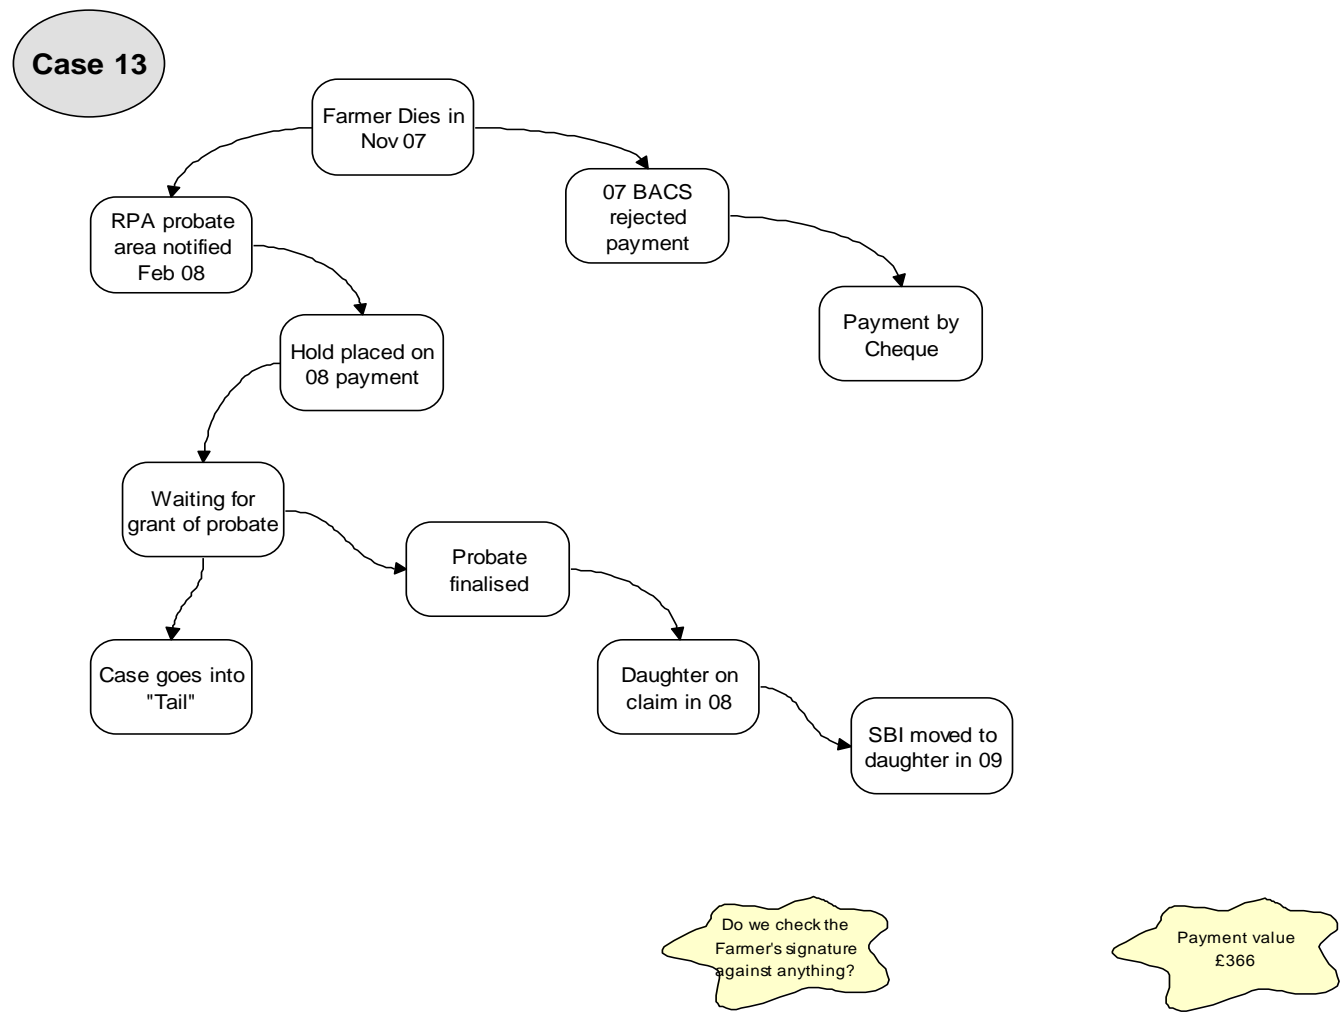 Case 13
Farmer Dies in
Nov 07
07 BACS
rejected
payment
RPA probate
area notified
Feb 08
Payment by
Cheque
Hold placed on
08 payment
Waiting for
grant of probate
Probate
finalised
Case goes into
"Tail"
Daughter on
claim in 08
SBI moved to
daughter in 09
Do we check the
Farmer's signature
against anything?
Payment value
£366